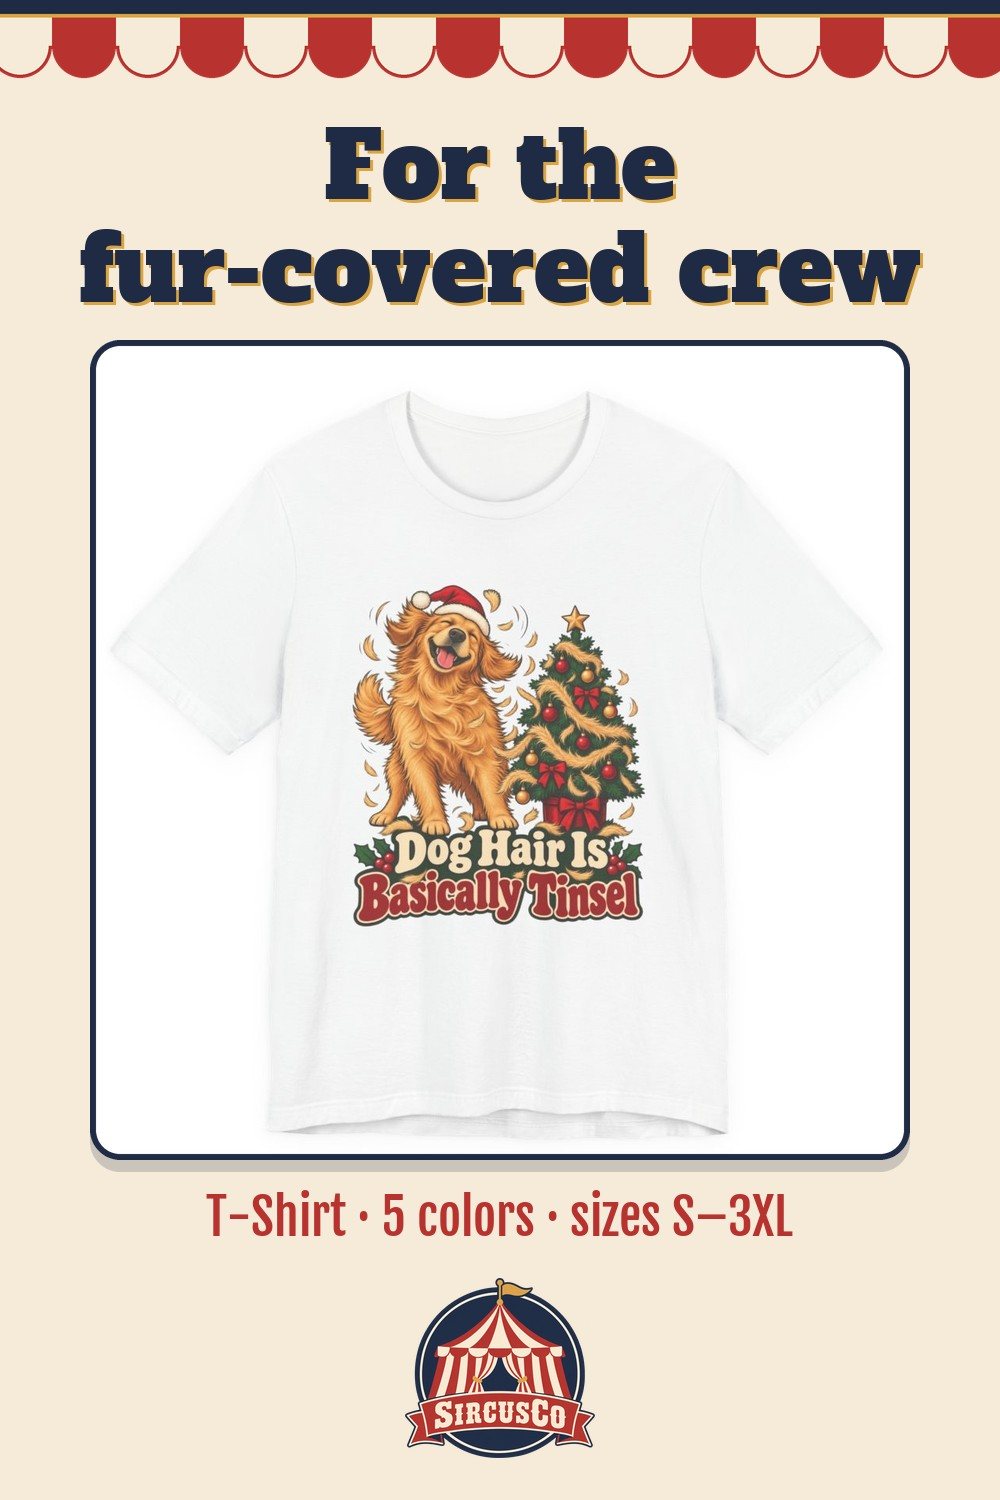 For the
fur-covered crew
Dog Hair Is
Basically Tinsel
T-Shirt · 5 colors · sizes S–3XL
SircusCo